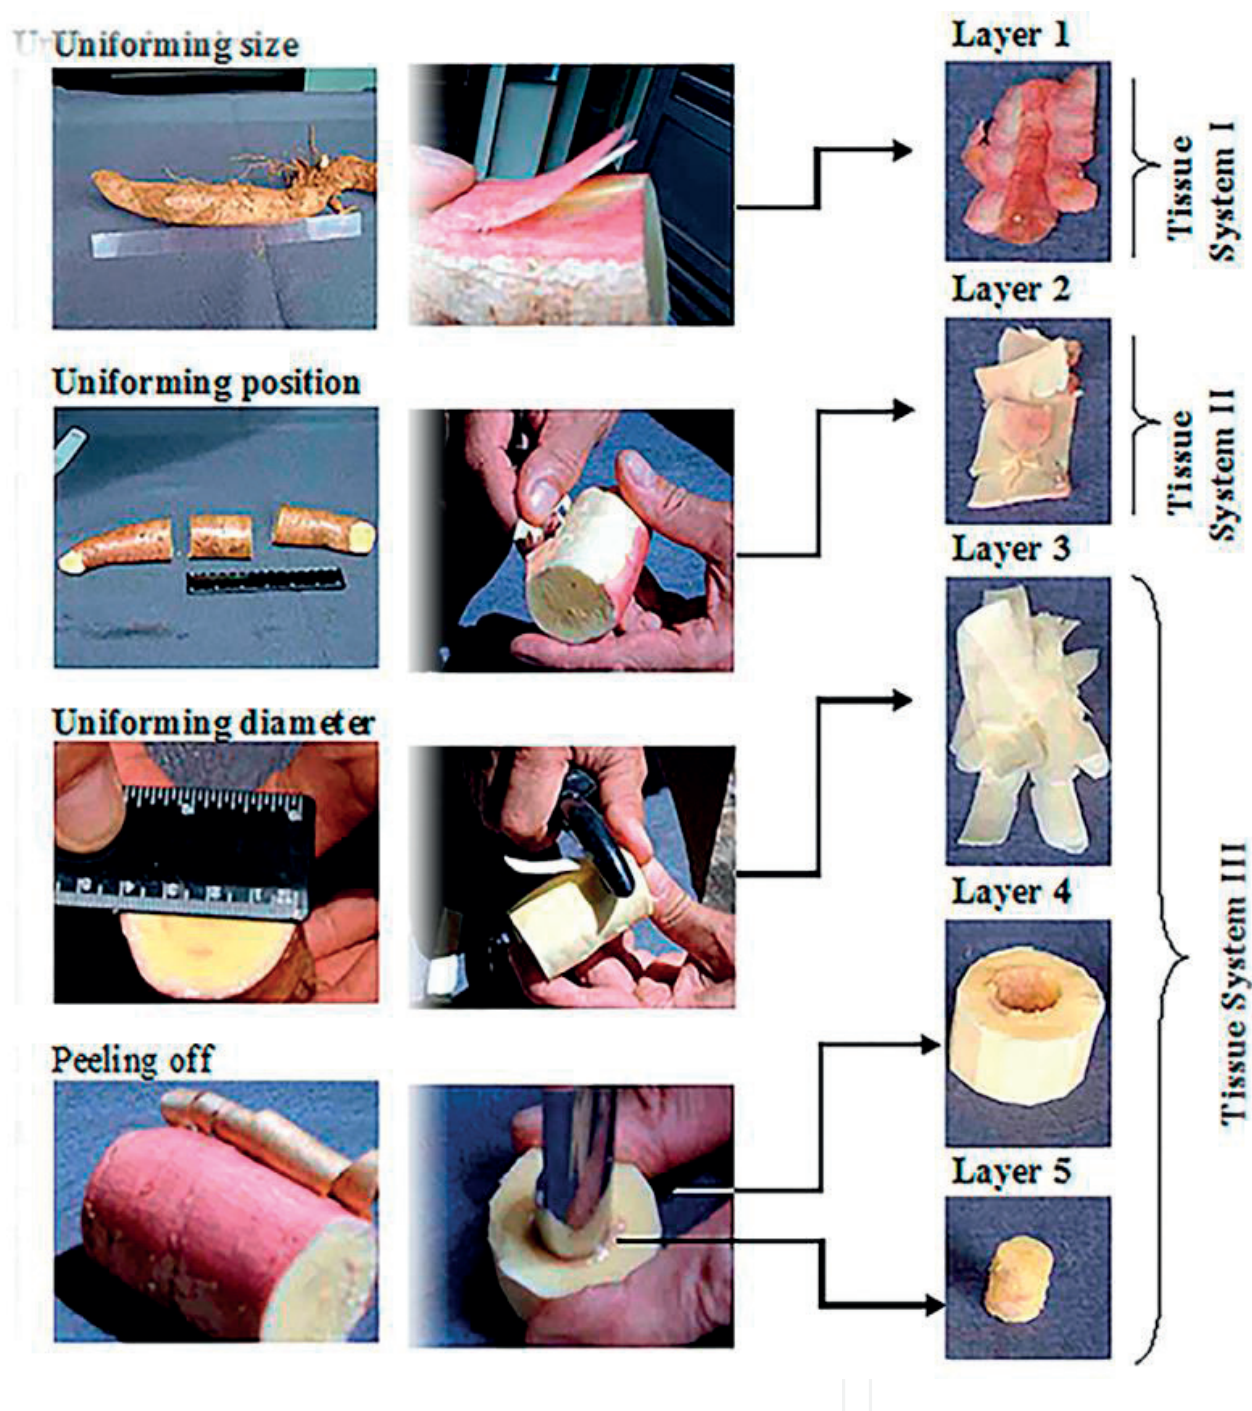 Uniforming size
Layer 1
Tissue
System I
Layer 2
Uniforming position
Tissue
System II
Layer 3
Uniforming diameter
Tissue System III
Layer 4
Peeling off
Layer 5